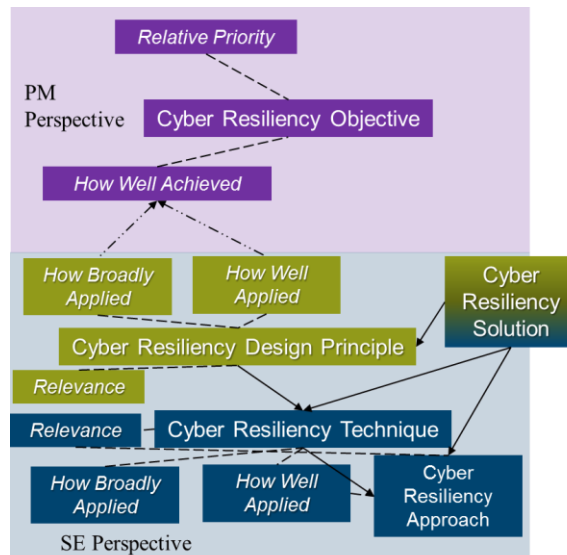 Relative Priority
PM
Perspective
Cyber Resiliency Objective
How Well Achieved
How Broadly
Applied
How Well
Applied
Cyber
Resiliency
Solution
Cyber Resiliency Design Principle
Relevance
Relevance
Cyber Resiliency Technique
How Broadly
Applied
How Well
Applied
Cyber
Resiliency
Approach
SE Perspective